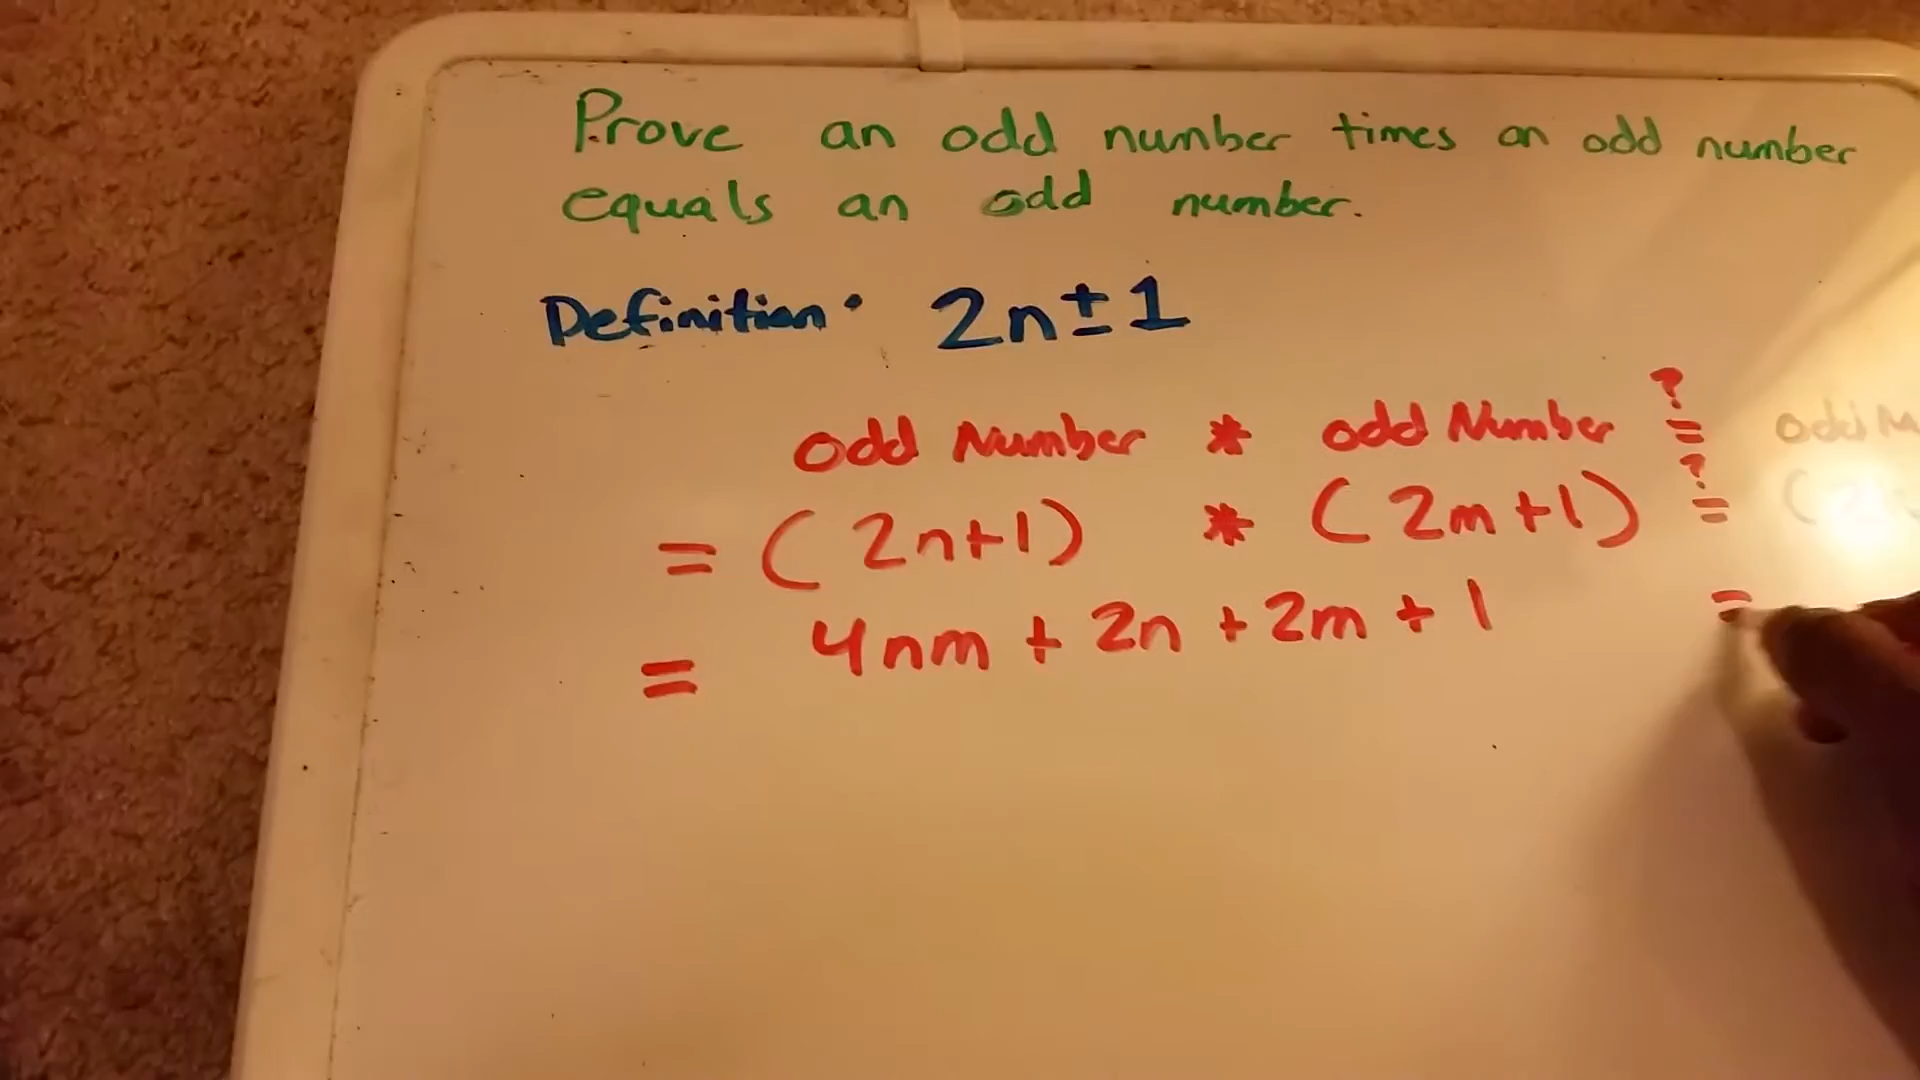 Prove an odd number times an odd number
equals an odd number.
Definition: 2n±1
odd Number * odd Number ?= odd
= (2n+1) * (2m+1) ?= (
= 4nm + 2n + 2m + 1 =